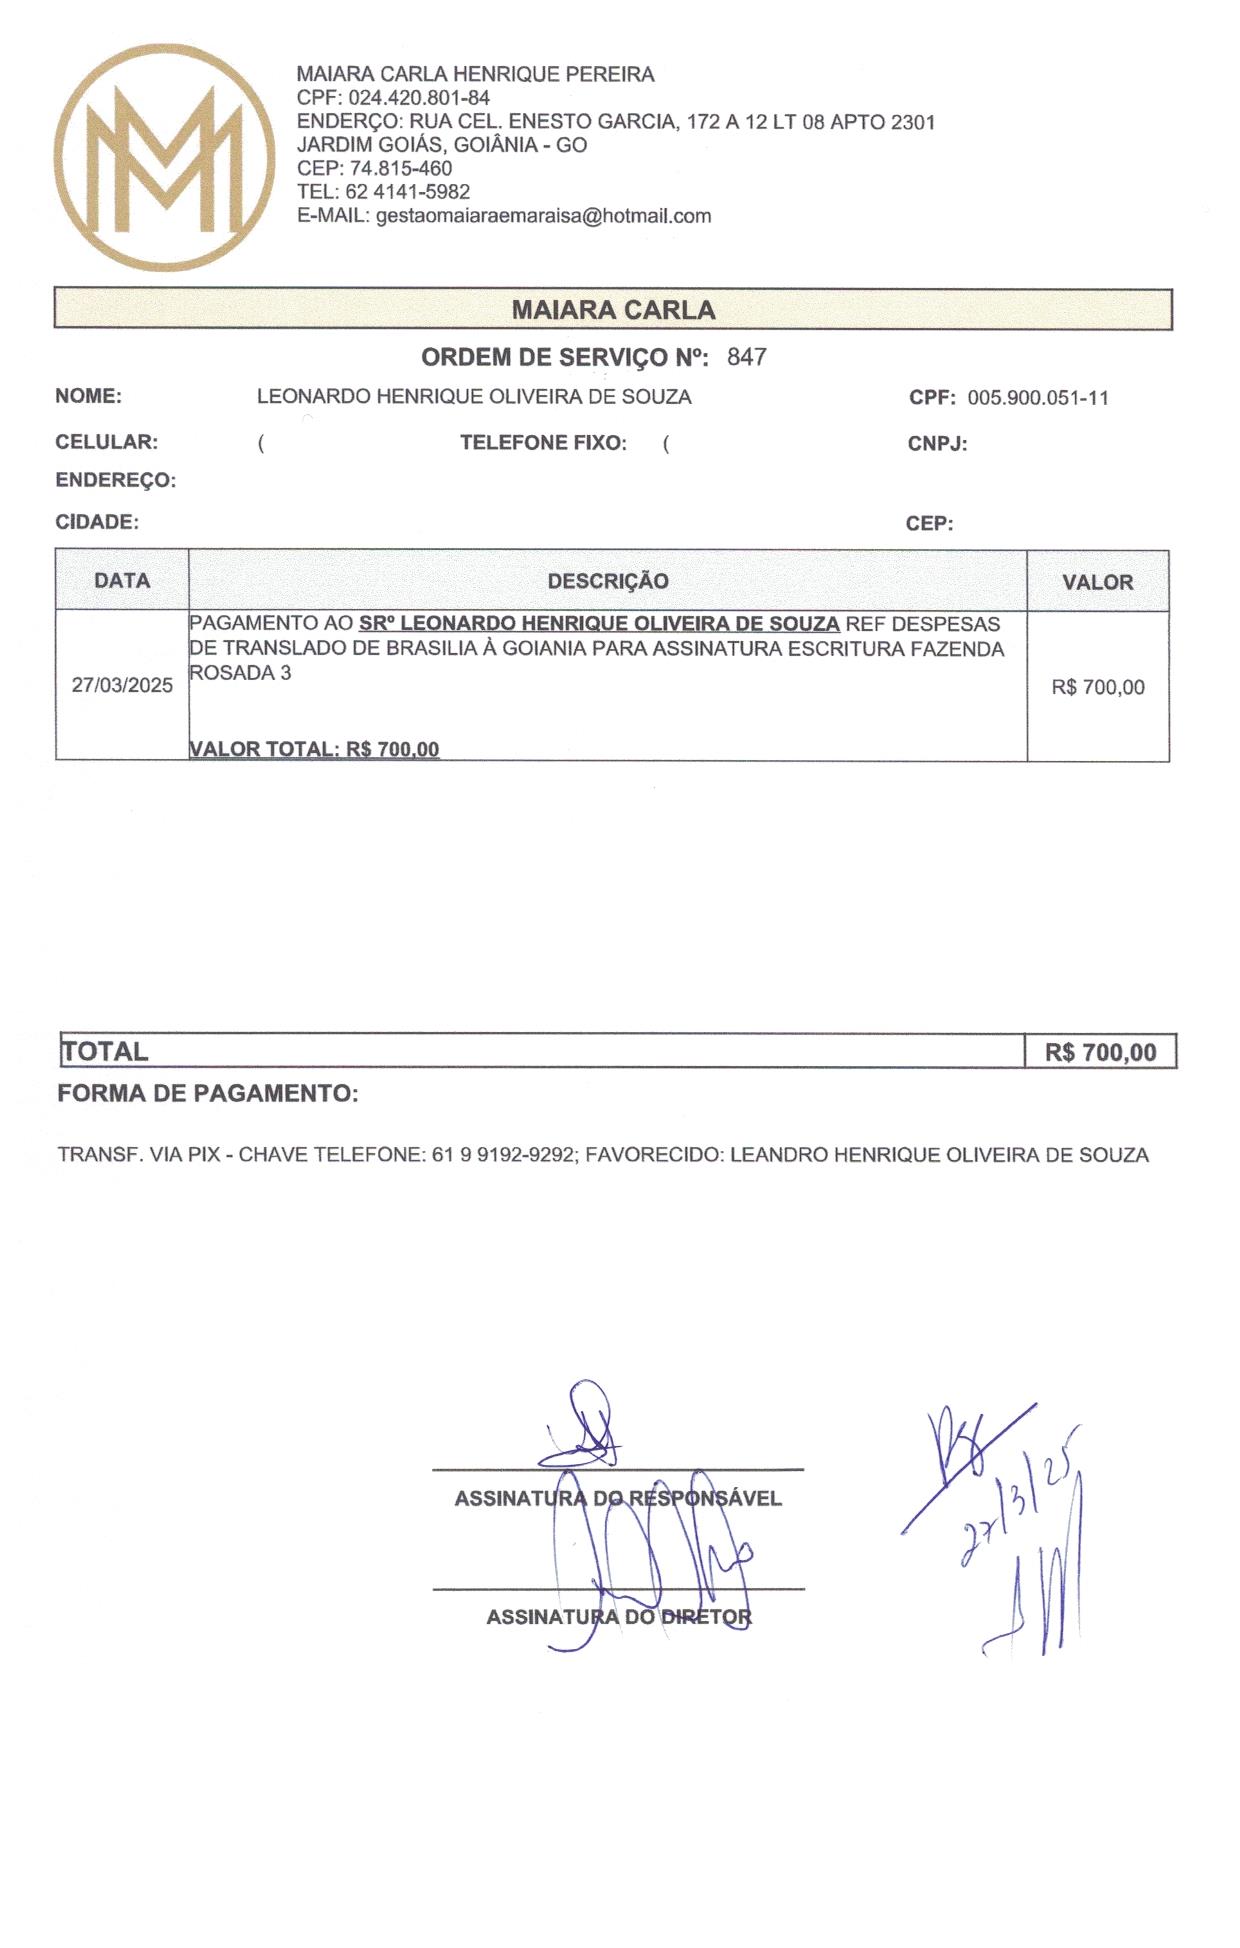 MAIARA CARLA HENRIQUE PEREIRA
CPF: 024.420.801-84
ENDERÇO: RUA CEL. ENESTO GARCIA, 172 A 12 LT 08 APTO 2301
JARDIM GOIÁS, GOIÂNIA - GO
CEP: 74.815-460
TEL: 62 4141-5982
E-MAIL: gestaomaiaraemaraisa@hotmail.com
MAIARA CARLA
ORDEM DE SERVIÇO Nº: 847
NOME: LEONARDO HENRIQUE OLIVEIRA DE SOUZA CPF: 005.900.051-11
CELULAR: ( TELEFONE FIXO: ( CNPJ:
ENDEREÇO:
CIDADE: CEP:
DATA DESCRIÇÃO VALOR
PAGAMENTO AO SRº LEONARDO HENRIQUE OLIVEIRA DE SOUZA REF DESPESAS
DE TRANSLADO DE BRASILIA À GOIANIA PARA ASSINATURA ESCRITURA FAZENDA
ROSADA 3
27/03/2025 R$ 700,00
VALOR TOTAL: R$ 700,00
TOTAL R$ 700,00
FORMA DE PAGAMENTO:
TRANSF. VIA PIX - CHAVE TELEFONE: 61 9 9192-9292; FAVORECIDO: LEANDRO HENRIQUE OLIVEIRA DE SOUZA
ASSINATURA DO RESPONSÁVEL
27/3/25
ASSINATURA DO DIRETOR